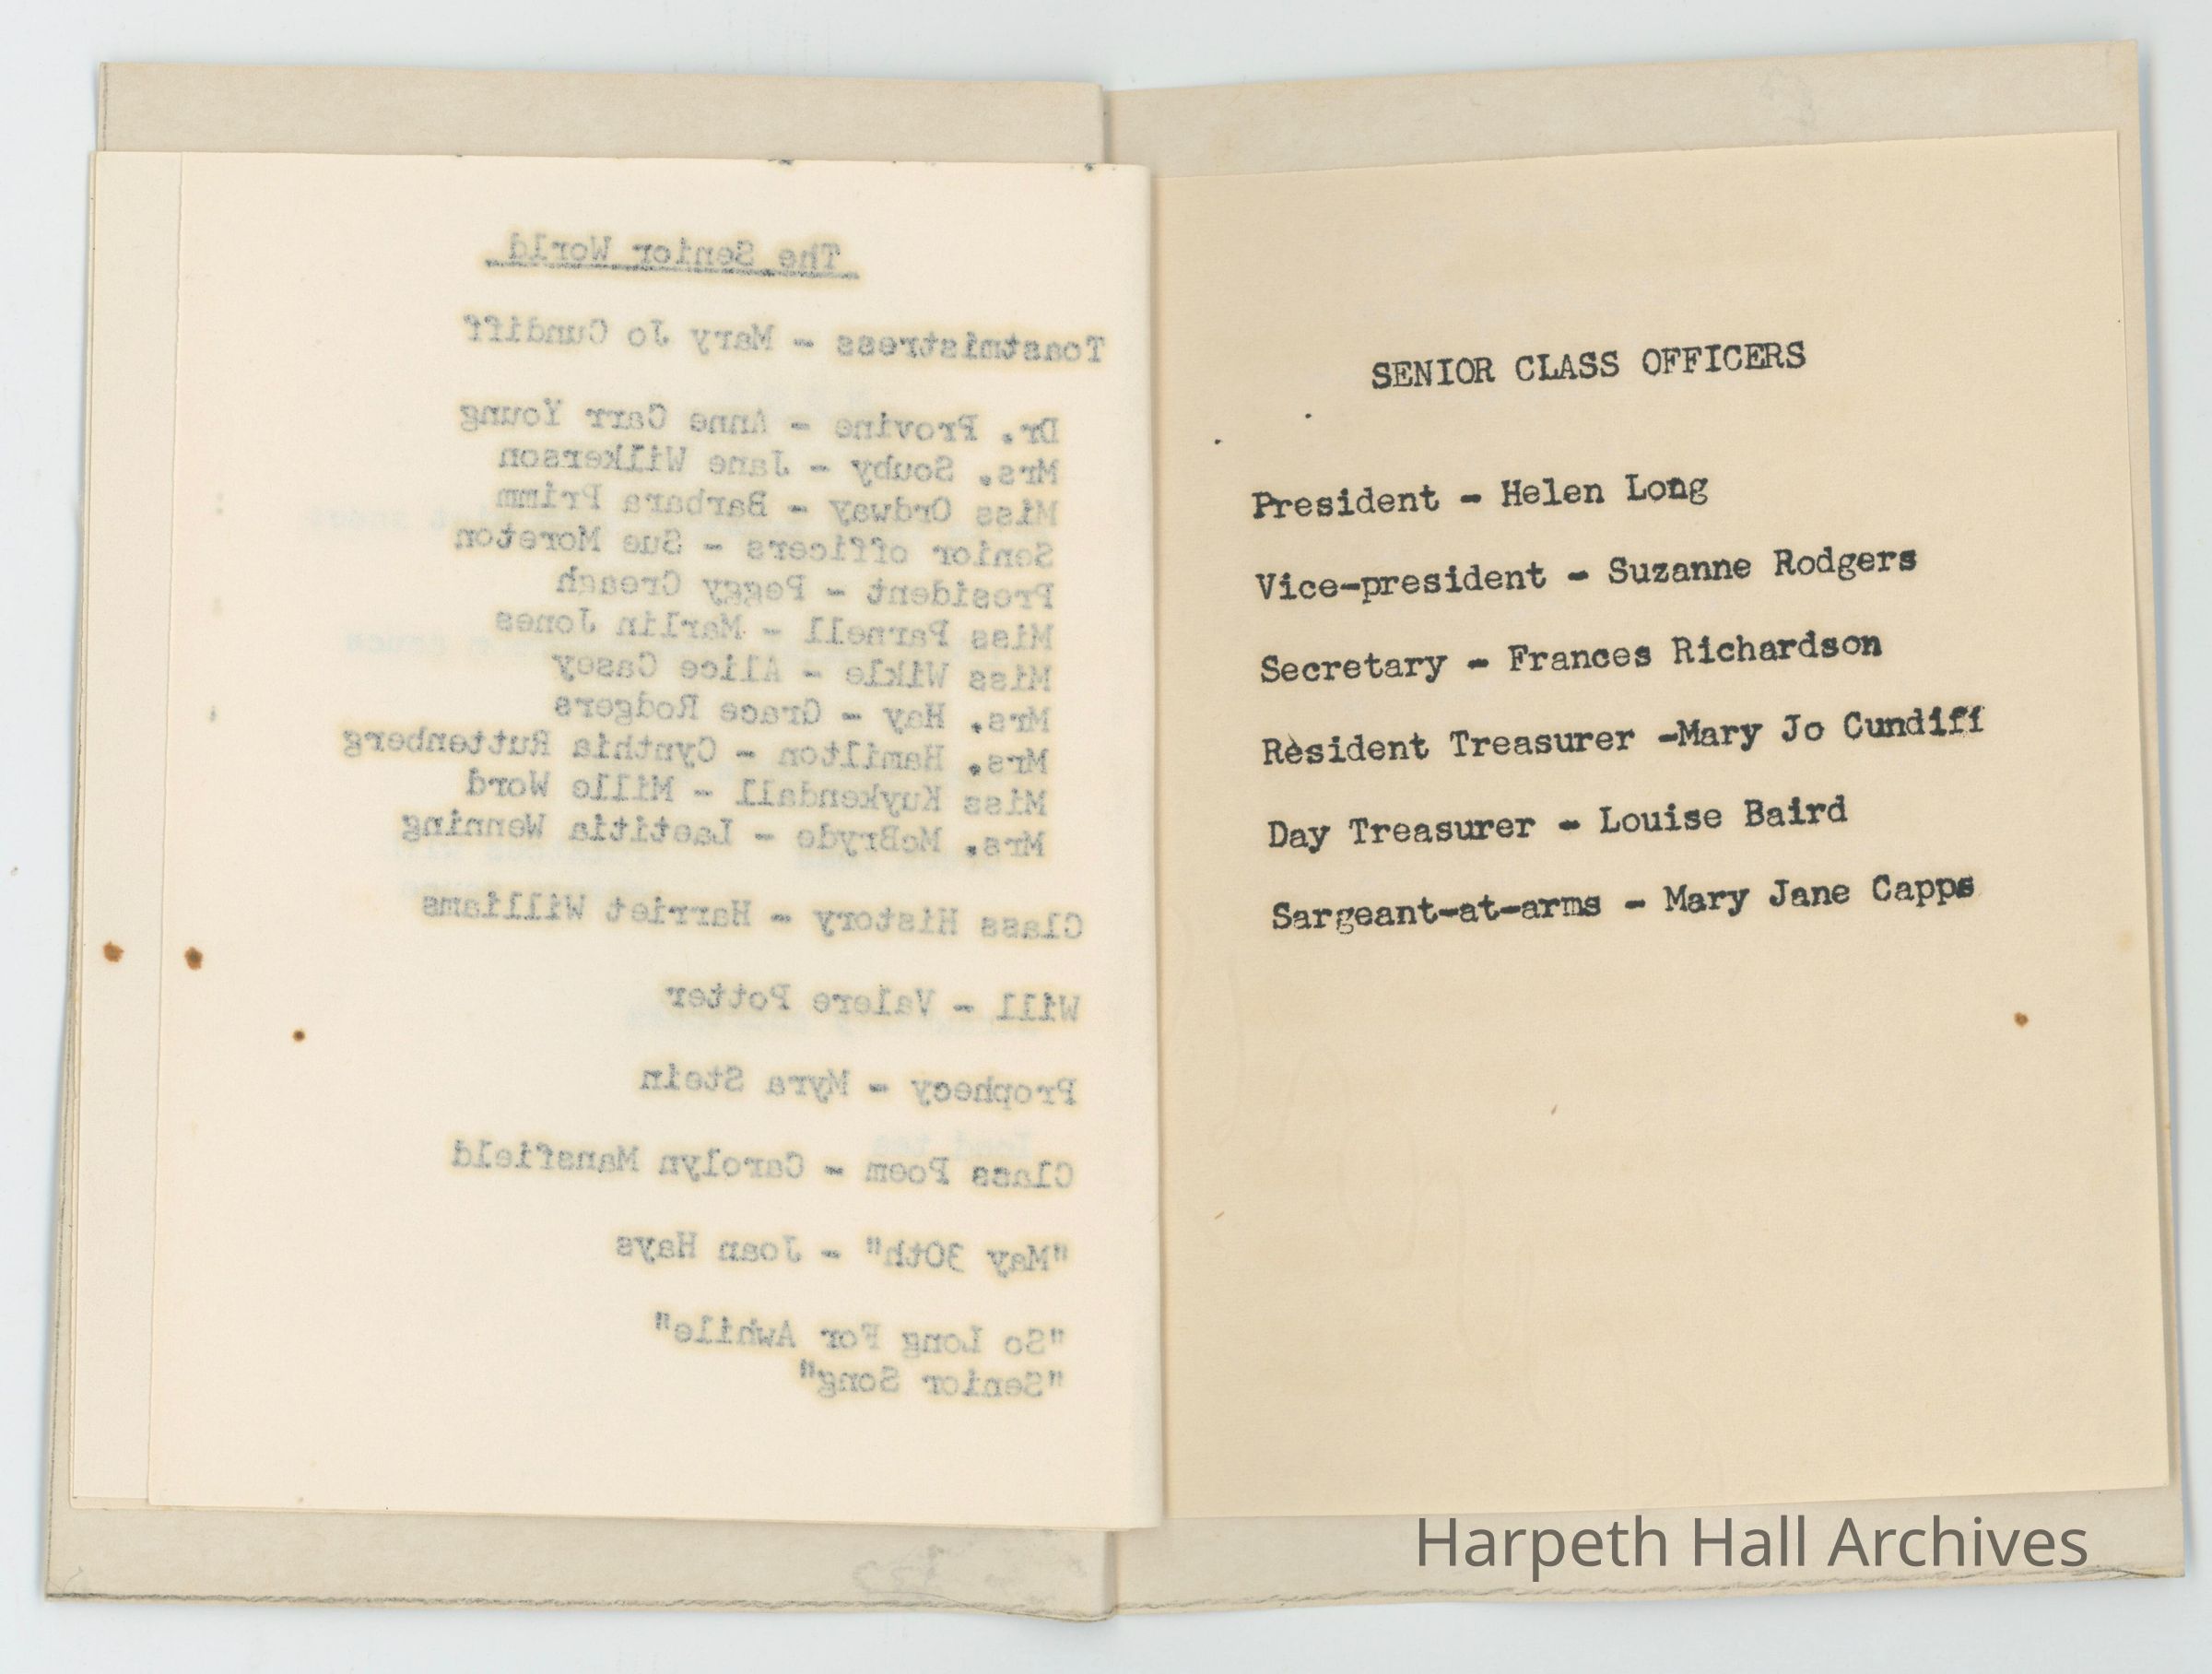 The Senior World
Toastmistress - Mary Jo Cundiff
Dr. Provine - Anne Carr Young
Mrs. Souby - Jane Wilkerson
Miss Ordway - Barbara Primm
Senior officers - Sue Moreton
President - Peggy Creagh
Miss Parnell - Marlin Jones
Miss Wikle - Alice Casey
Mrs. Hay - Grace Rodgers
Mrs. Hamilton - Cynthia Ruttenberg
Miss Kuykendall - Mille Word
Mrs. McBryde - Laetitia Wenning
Class History - Harriet Williams
Will - Valere Potter
Prophecy - Myra Stein
Class Poem - Carolyn Mansfield
"May 30th" - Joan Hays
"So Long For Awhile"
"Senior Song"
SENIOR CLASS OFFICERS
President - Helen Long
Vice-president - Suzanne Rodgers
Secretary - Frances Richardson
Resident Treasurer -Mary Jo Cundiff
Day Treasurer - Louise Baird
Sargeant-at-arms - Mary Jane Capps
Harpeth Hall Archives